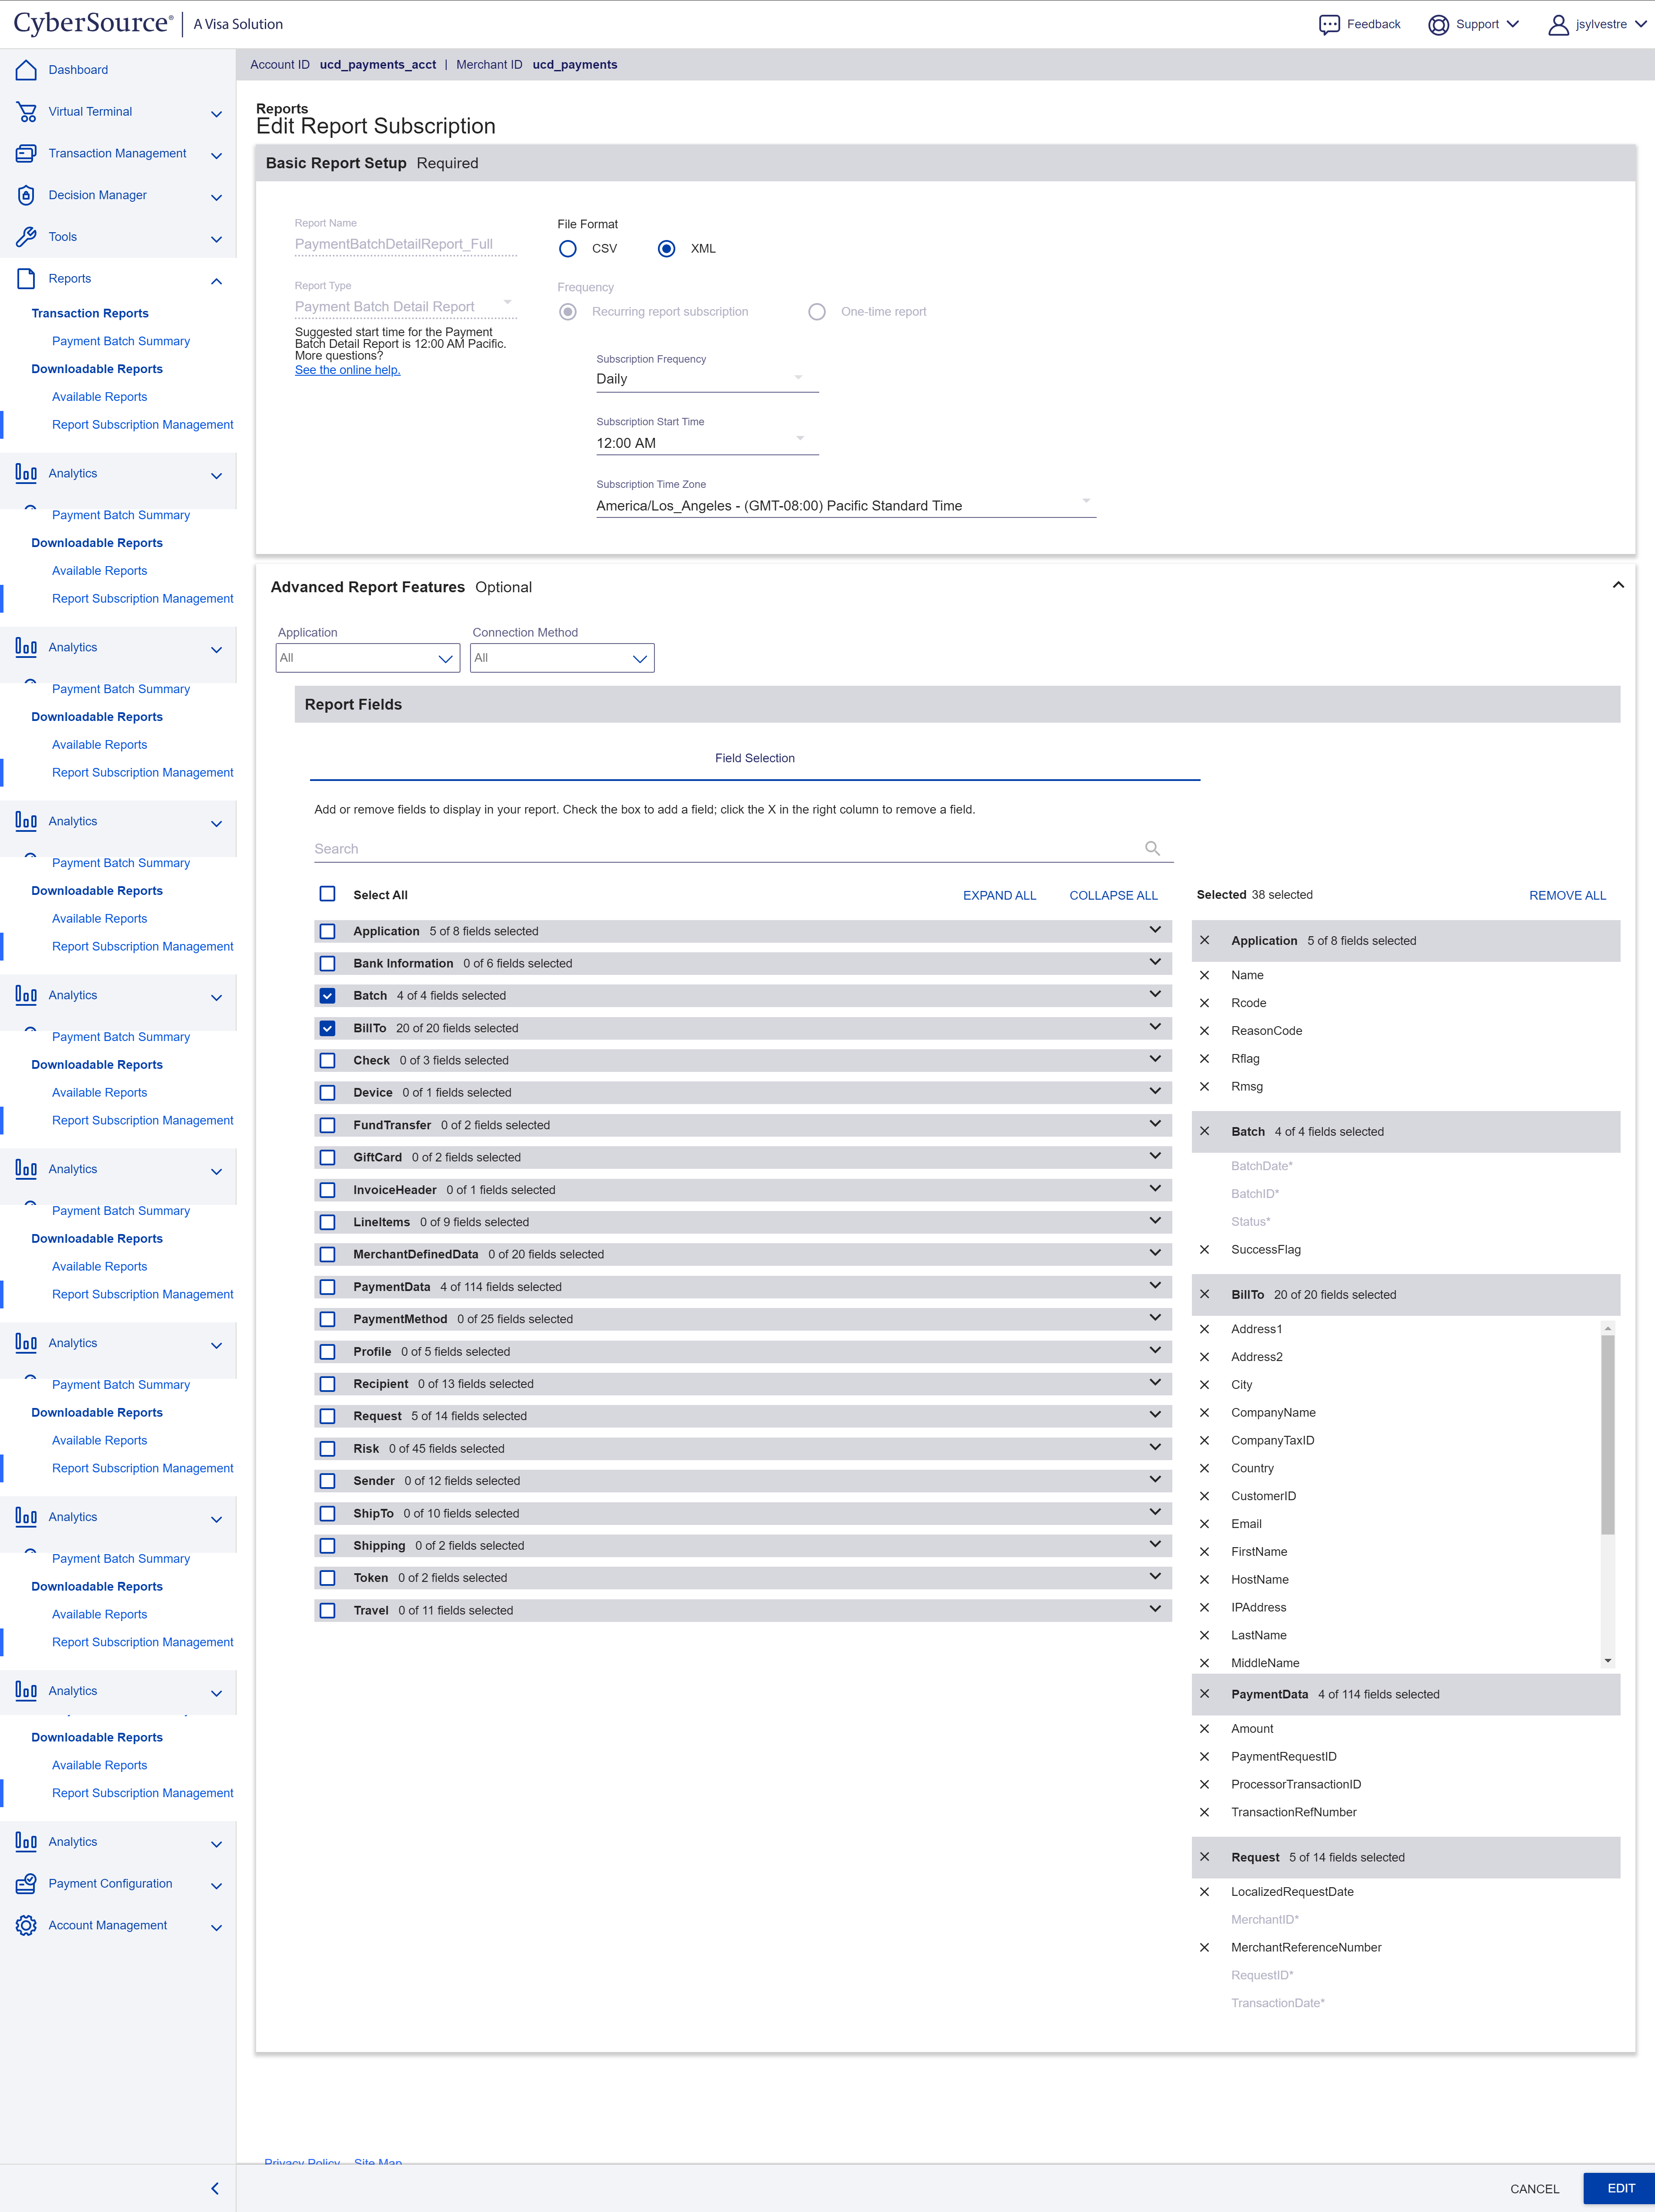 CyberSource® | A Visa Solution
Feedback
Support
jsylvestre
Dashboard
Virtual Terminal
Transaction Management
Decision Manager
Tools
Reports
Transaction Reports
Payment Batch Summary
Downloadable Reports
Available Reports
Report Subscription Management
Analytics
Payment Batch Summary
Downloadable Reports
Available Reports
Report Subscription Management
Analytics
Payment Batch Summary
Downloadable Reports
Available Reports
Report Subscription Management
Analytics
Payment Batch Summary
Downloadable Reports
Available Reports
Report Subscription Management
Analytics
Payment Batch Summary
Downloadable Reports
Available Reports
Report Subscription Management
Analytics
Payment Batch Summary
Downloadable Reports
Available Reports
Report Subscription Management
Analytics
Payment Batch Summary
Downloadable Reports
Available Reports
Report Subscription Management
Analytics
Payment Batch Summary
Downloadable Reports
Available Reports
Report Subscription Management
Analytics
Downloadable Reports
Available Reports
Report Subscription Management
Analytics
Payment Configuration
Account Management
Account ID ucd_payments_acct | Merchant ID ucd_payments
Reports
Edit Report Subscription
Basic Report Setup Required
Report Name
PaymentBatchDetailReport_Full
Report Type
Payment Batch Detail Report
Suggested start time for the Payment
Batch Detail Report is 12:00 AM Pacific.
More questions?
See the online help.
File Format
CSV
XML
Frequency
Recurring report subscription
One-time report
Subscription Frequency
Daily
Subscription Start Time
12:00 AM
Subscription Time Zone
America/Los_Angeles - (GMT-08:00) Pacific Standard Time
Advanced Report Features Optional
Application
All
Connection Method
All
Report Fields
Field Selection
Add or remove fields to display in your report. Check the box to add a field; click the X in the right column to remove a field.
Search
Select All
EXPAND ALL
COLLAPSE ALL
Application 5 of 8 fields selected
Bank Information 0 of 6 fields selected
Batch 4 of 4 fields selected
BillTo 20 of 20 fields selected
Check 0 of 3 fields selected
Device 0 of 1 fields selected
FundTransfer 0 of 2 fields selected
GiftCard 0 of 2 fields selected
InvoiceHeader 0 of 1 fields selected
LineItems 0 of 9 fields selected
MerchantDefinedData 0 of 20 fields selected
PaymentData 4 of 114 fields selected
PaymentMethod 0 of 25 fields selected
Profile 0 of 5 fields selected
Recipient 0 of 13 fields selected
Request 5 of 14 fields selected
Risk 0 of 45 fields selected
Sender 0 of 12 fields selected
ShipTo 0 of 10 fields selected
Shipping 0 of 2 fields selected
Token 0 of 2 fields selected
Travel 0 of 11 fields selected
Selected 38 selected
REMOVE ALL
Application 5 of 8 fields selected
Name
Rcode
ReasonCode
Rflag
Rmsg
Batch 4 of 4 fields selected
BatchDate*
BatchID*
Status*
SuccessFlag
BillTo 20 of 20 fields selected
Address1
Address2
City
CompanyName
CompanyTaxID
Country
CustomerID
Email
FirstName
HostName
IPAddress
LastName
MiddleName
PaymentData 4 of 114 fields selected
Amount
PaymentRequestID
ProcessorTransactionID
TransactionRefNumber
Request 5 of 14 fields selected
LocalizedRequestDate
MerchantID*
MerchantReferenceNumber
RequestID*
TransactionDate*
Privacy Policy Site Map
CANCEL
EDIT